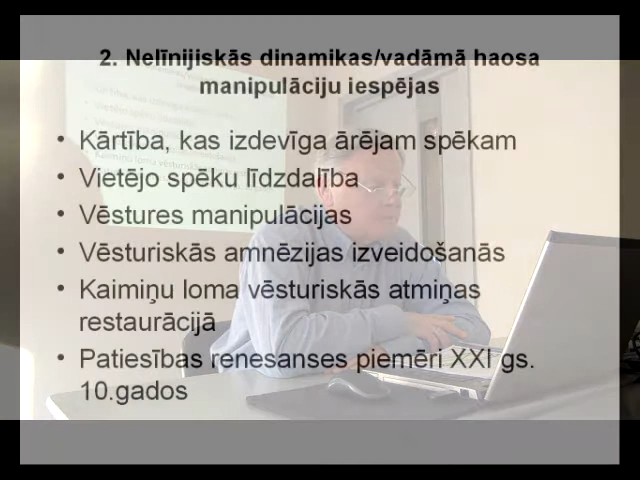 2. Nelīnijiskās dinamikas/vadāmā haosa
manipulāciju iespējas
• Kārtība, kas izdevīga ārējam spēkam
• Vietējo spēku līdzdalība
• Vēstures manipulācijas
• Vēsturiskās amnēzijas izveidošanās
• Kaimiņu loma vēsturiskās atmiņas
restaurācijā
• Patiesības renesanses piemēri XXI gs.
10.gados